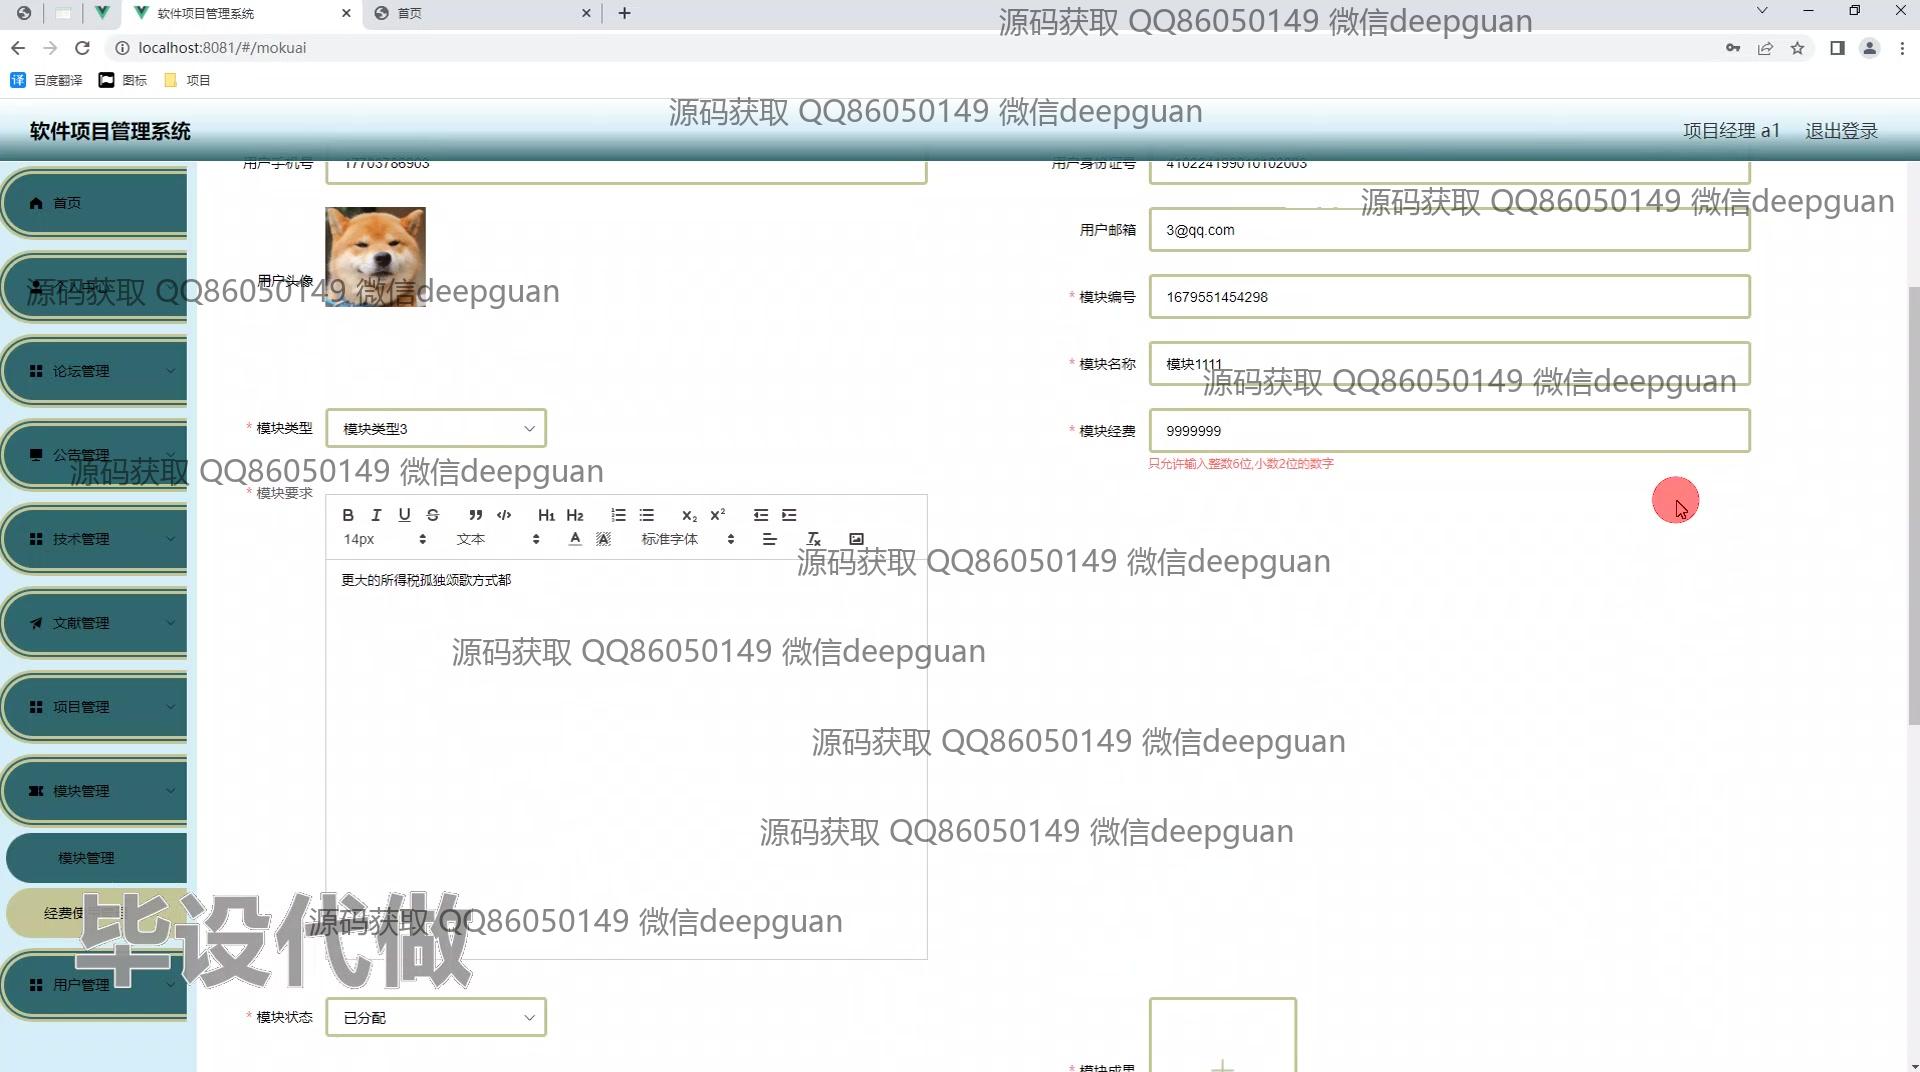 软件项目管理系统
首页
localhost:8081/#/mokuai
百度翻译
图标
项目
源码获取 QQ86050149 微信deepguan
源码获取 QQ86050149 微信deepguan
软件项目管理系统
项目经理 a1
退出登录
用户手机号
17703786903
用户身份证号
410224199010102003
源码获取 QQ86050149 微信deepguan
首页
用户邮箱
3@qq.com
用户头像
源码获取 QQ86050149 微信deepguan
* 模块编号
1679551454298
论坛管理
* 模块名称
模块1111
源码获取 QQ86050149 微信deepguan
* 模块类型
模块类型3
* 模块经费
9999999
只允许输入整数6位,小数2位的数字
公告管理
源码获取 QQ86050149 微信deepguan
* 模块要求
B I U S H1 H2 X2 X2
14px
文本
标准字体
技术管理
源码获取 QQ86050149 微信deepguan
更大的所得税孤独颂歌方式都
文献管理
源码获取 QQ86050149 微信deepguan
项目管理
源码获取 QQ86050149 微信deepguan
模块管理
源码获取 QQ86050149 微信deepguan
模块管理
经费使
源码获取 QQ86050149 微信deepguan
毕设代做
用户管理
* 模块状态
已分配
* 模块成果